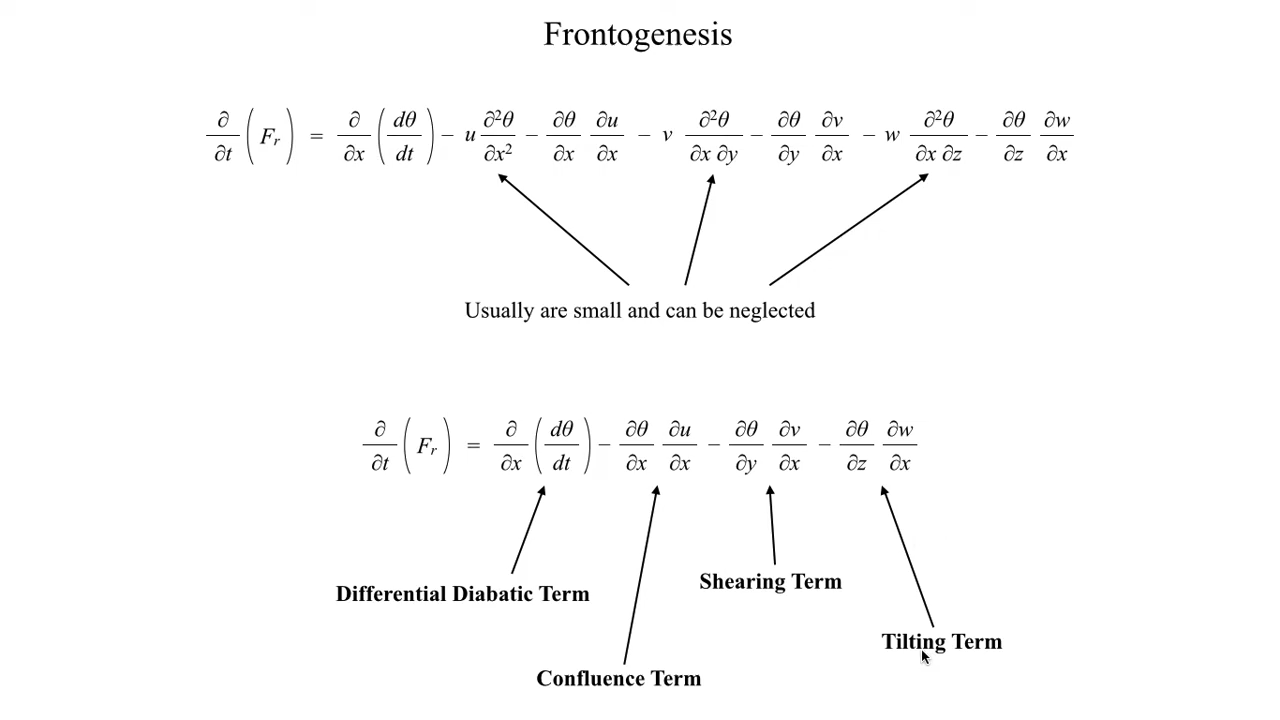 Frontogenesis
∂/∂t (F_r) = ∂/∂x (dθ/dt) − u ∂²θ/∂x² − ∂θ/∂x ∂u/∂x − v ∂²θ/∂x ∂y − ∂θ/∂y ∂v/∂x − w ∂²θ/∂x ∂z − ∂θ/∂z ∂w/∂x
Usually are small and can be neglected
∂/∂t (F_r) = ∂/∂x (dθ/dt) − ∂θ/∂x ∂u/∂x − ∂θ/∂y ∂v/∂x − ∂θ/∂z ∂w/∂x
Shearing Term
Differential Diabatic Term
Tilting Term
Confluence Term